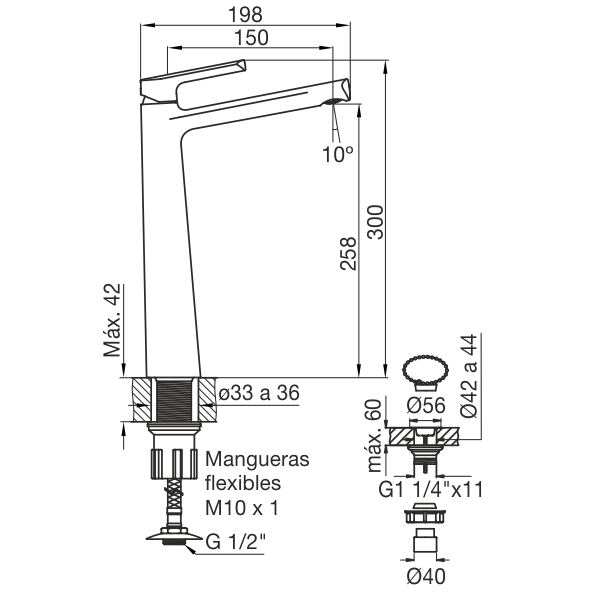 198
150
10º
258
300
Máx. 42
ø33 a 36
Mangueras
flexibles
M10 x 1
G 1/2"
Ø42 a 44
Ø56
máx. 60
G1 1/4"x11
Ø40